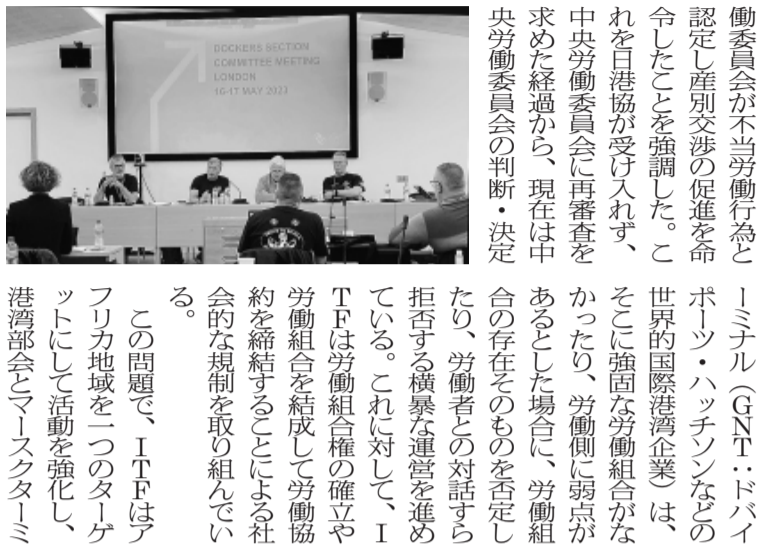 働委員会が不当労働行為と
認定し産別交渉の促進を命
令したことを強調した。こ
れを日港協が受け入れず、
中央労働委員会に再審査を
求めた経過から、現在は中
央労働委員会の判断・決定
DOCKERS SECTION
COMMITTEE MEETING
LONDON
16-17 MAY 2023
ーミナル（GNT：ドバイ
ポーツ・ハッチソンなどの
世界的国際港湾企業）は、
そこに強固な労働組合がな
かったり、労働側に弱点が
あるとした場合に、労働組
合の存在そのものを否定し
たり、労働者との対話すら
拒否する横暴な運営を進め
ている。これに対して、I
TFは労働組合権の確立や
労働組合を結成して労働協
約を締結することによる社
会的な規制を取り組んでい
る。
この問題で、ITFはア
フリカ地域を一つのターゲ
ットにして活動を強化し、
港湾部会とマースクターミ